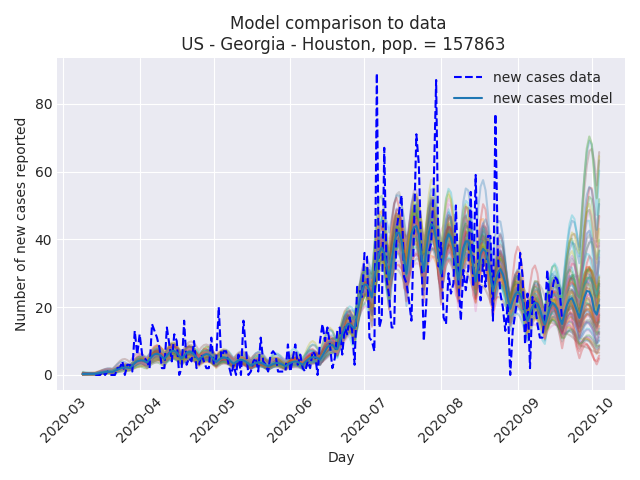 Model comparison to data
US - Georgia - Houston, pop. = 157863
new cases data
new cases model
Number of new cases reported
80
60
40
20
0
2020-03
2020-04
2020-05
2020-06
2020-07
2020-08
2020-09
2020-10
Day